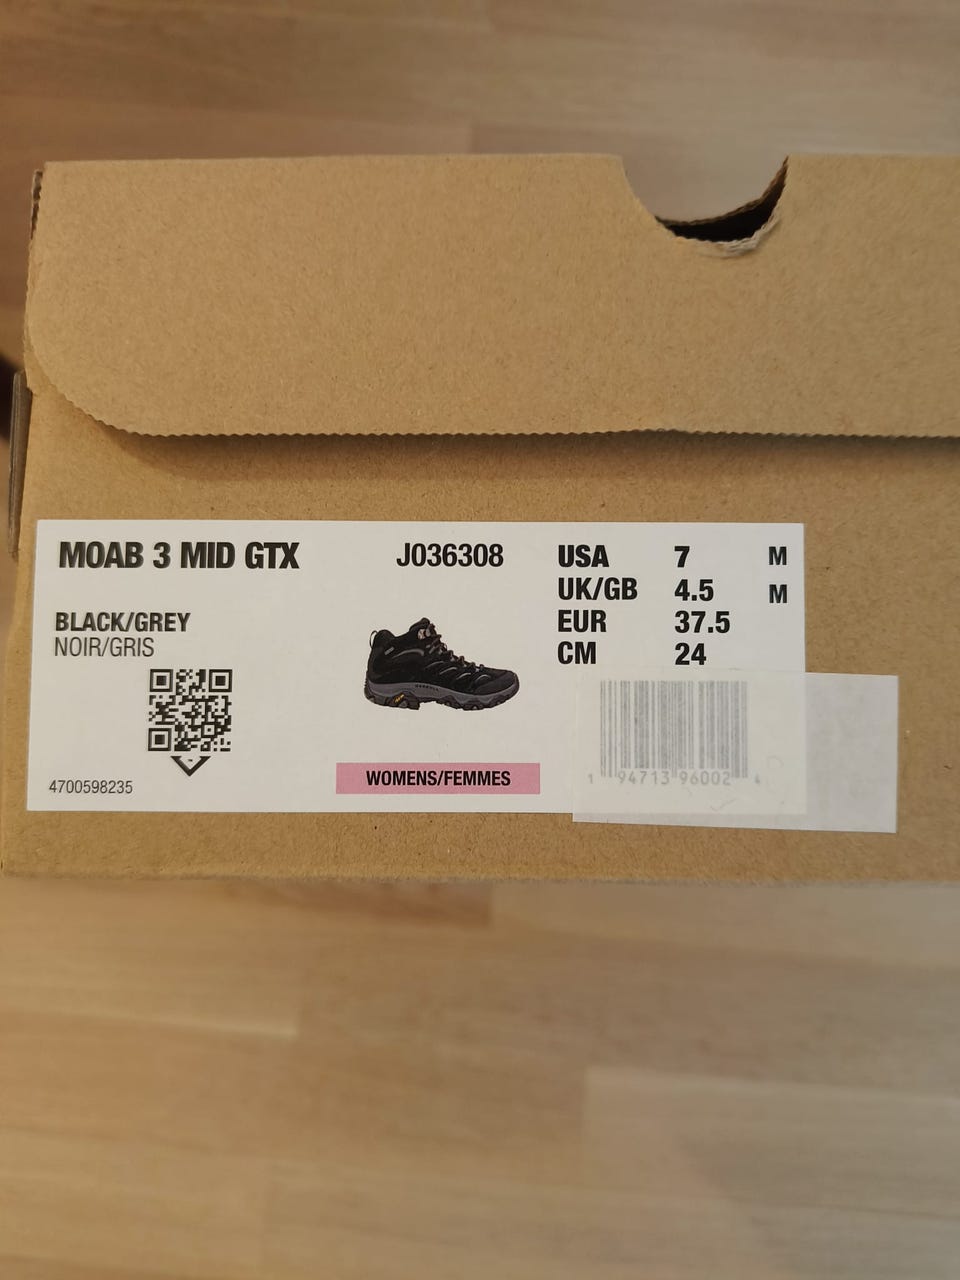 MOAB 3 MID GTX
J036308
BLACK/GREY
NOIR/GRIS
4700598235
WOMENS/FEMMES
USA 7 M
UK/GB 4.5 M
EUR 37.5
CM 24
1 94713 96002 4